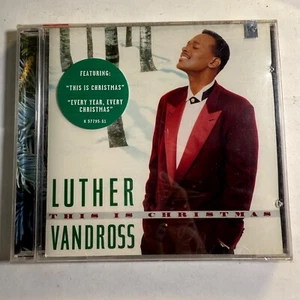 FEATURING:
"THIS IS CHRISTMAS"
"EVERY YEAR, EVERY
CHRISTMAS"
LUTHER
THIS IS CHRISTMAS
VANDROSS